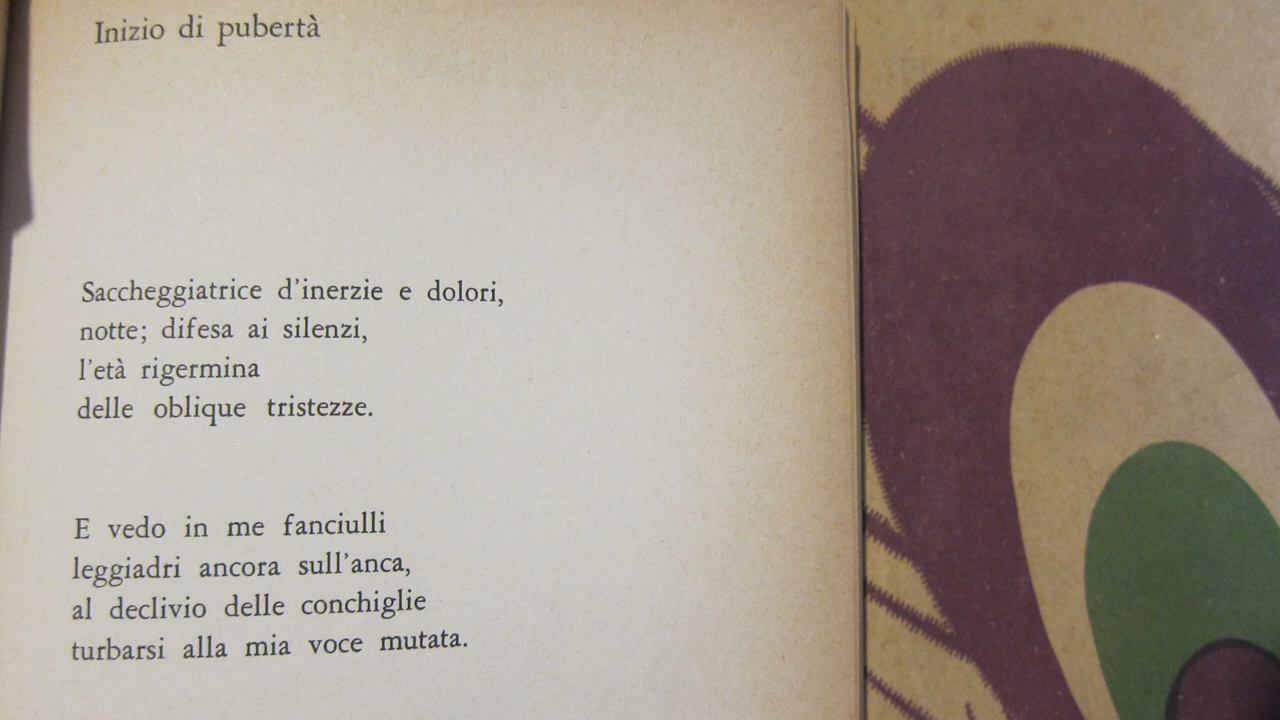 Inizio di pubertà
Saccheggiatrice d'inerzie e dolori,
notte; difesa ai silenzi,
l'età rigermina
delle oblique tristezze.
E vedo in me fanciulli
leggiadri ancora sull'anca,
al declivio delle conchiglie
turbarsi alla mia voce mutata.